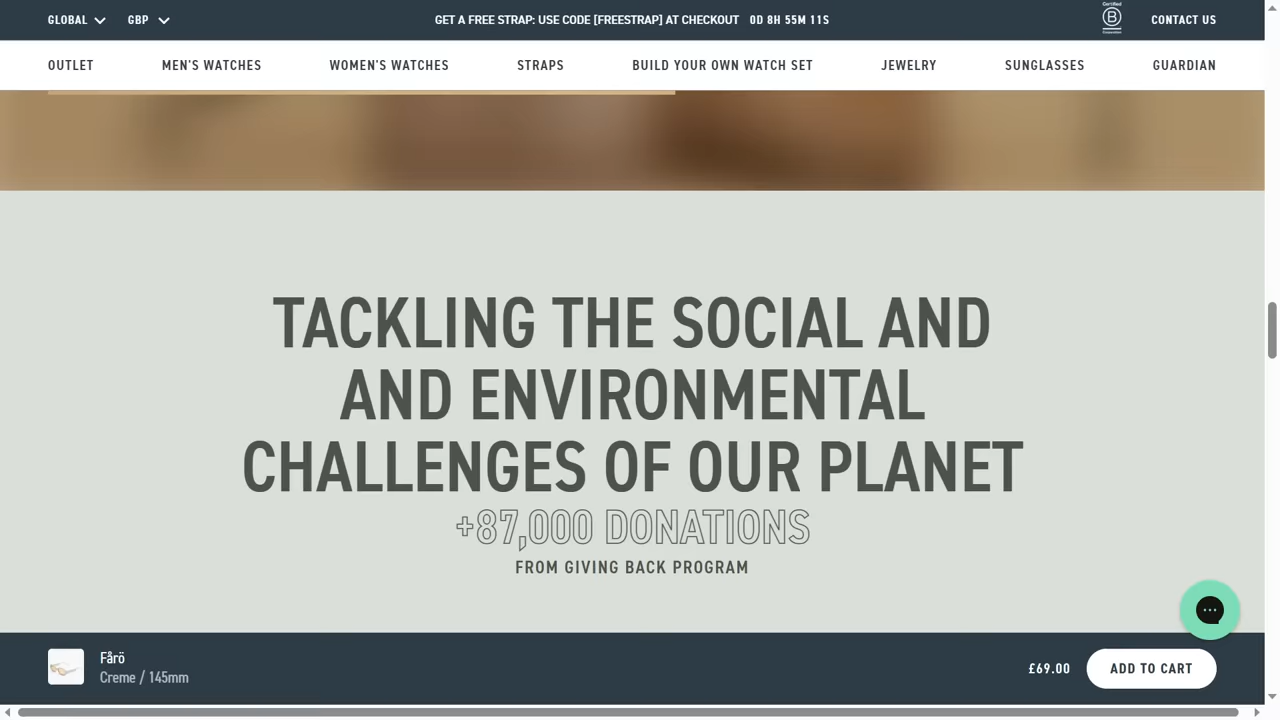 GLOBAL GBP GET A FREE STRAP: USE CODE [FREESTRAP] AT CHECKOUT 0D 8H 55M 11S Certified B Corporation CONTACT US
OUTLET MEN'S WATCHES WOMEN'S WATCHES STRAPS BUILD YOUR OWN WATCH SET JEWELRY SUNGLASSES GUARDIAN
TACKLING THE SOCIAL AND
AND ENVIRONMENTAL
CHALLENGES OF OUR PLANET
+87,000 DONATIONS
FROM GIVING BACK PROGRAM
Fårö
Creme / 145mm
£69.00 ADD TO CART